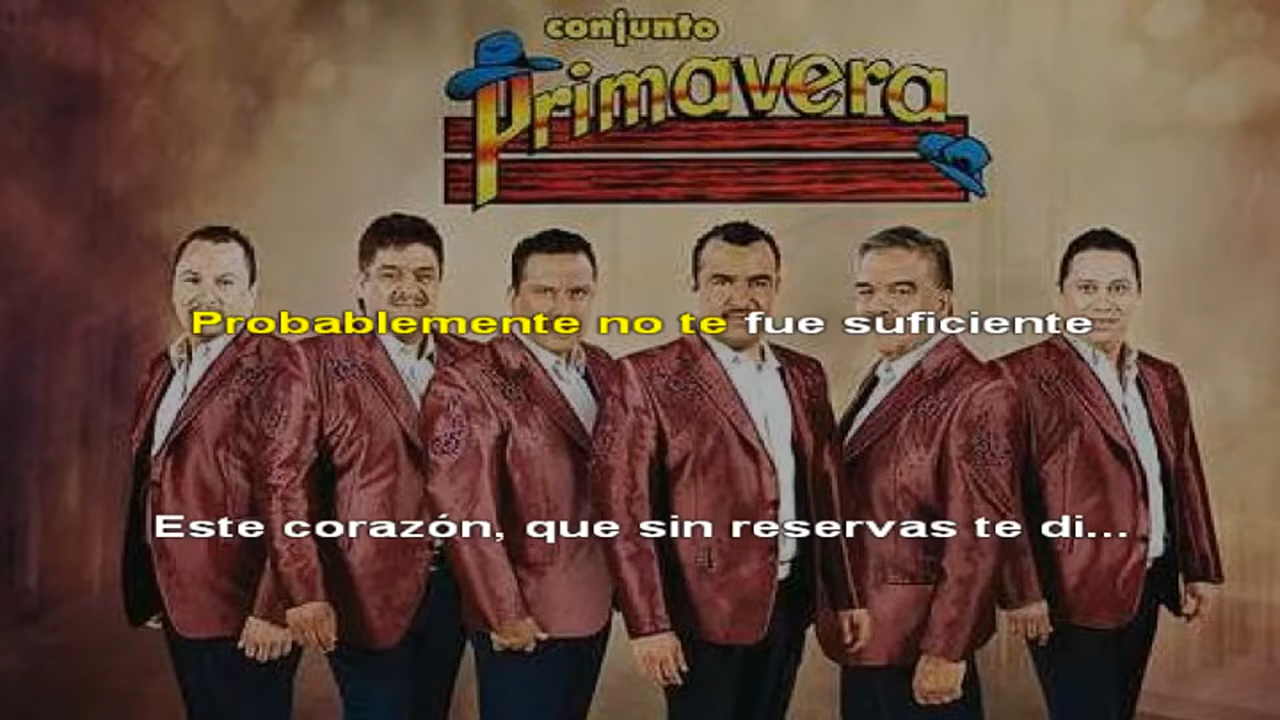 conjunto
Primavera
Probablemente no te fue suficiente
Este corazón, que sin reservas te di...